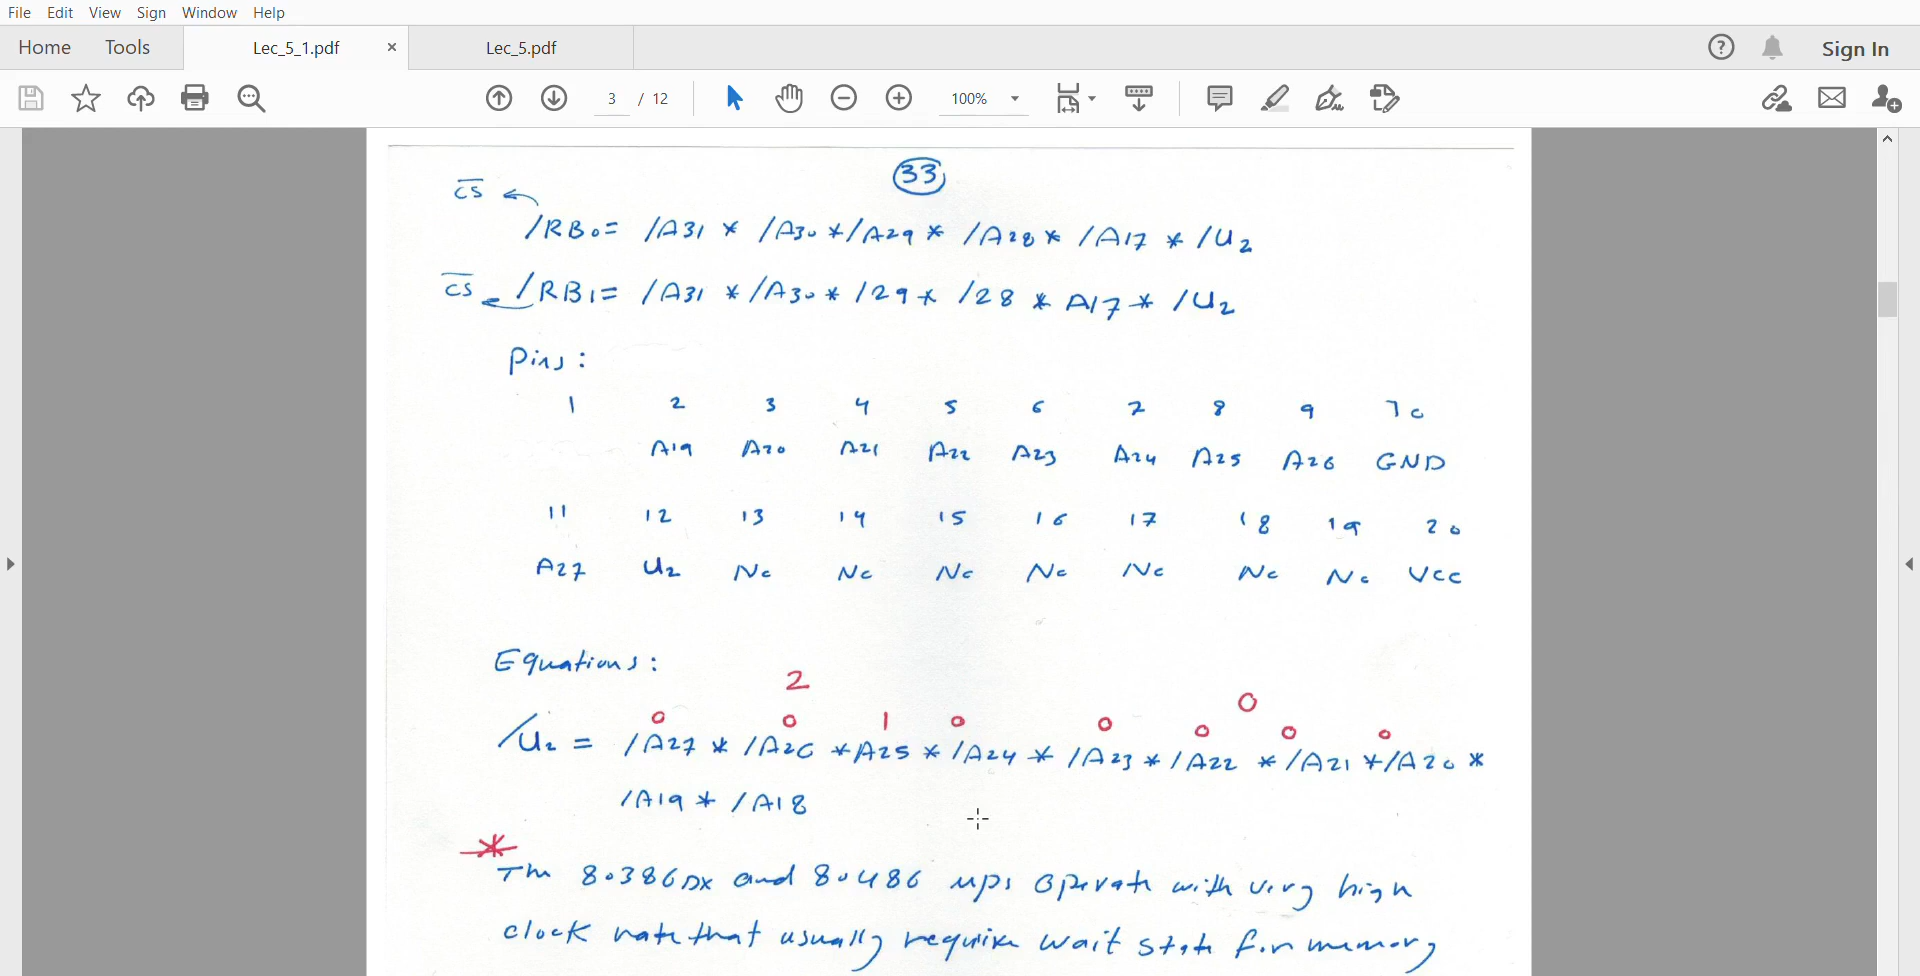 File Edit View Sign Window Help
Home Tools Lec_5_1.pdf × Lec_5.pdf Sign In
3 / 12 100%
33
CS
/RB0 = /A31 * /A30 * /A29 * /A28 * /A17 * /U2
CS /RB1 = /A31 * /A30 * /29 * /28 * A17 * /U2
Pins:
1 2 3 4 5 6 7 8 9 10
A19 A20 A21 A22 A23 A24 A25 A26 GND
11 12 13 14 15 16 17 18 19 20
A27 U2 Nc Nc Nc Nc Nc Nc Nc Vcc
Equations:
2 0
0 0 1 0 0 0 0 0
/U2 = /A27 * /A26 * A25 * /A24 * /A23 * /A22 * /A21 * /A20 *
/A19 * /A18
*
The 80386DX and 80486 μps operate with very high
clock rate that usually require wait state for memory